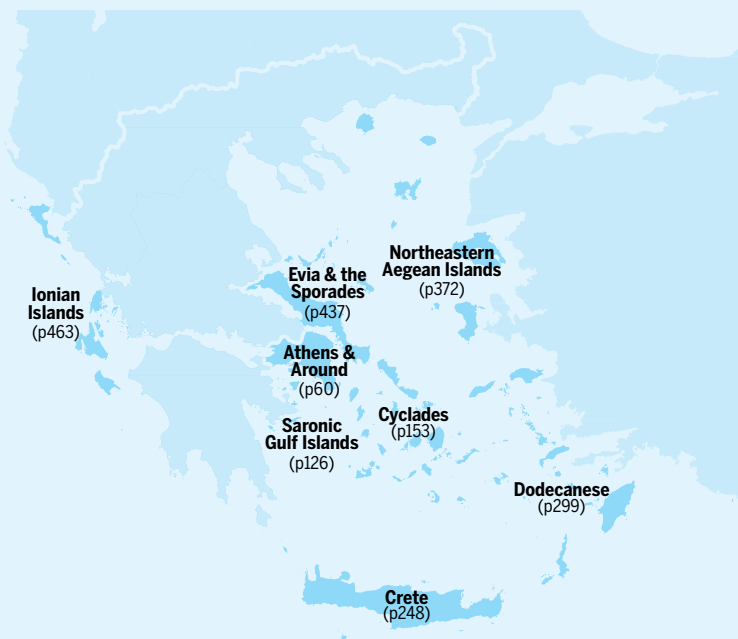 Northeastern
Aegean Islands
(p372)
Evia & the
Sporades
(p437)
Ionian
Islands
(p463)
Athens &
Around
(p60)
Cyclades
(p153)
Saronic
Gulf Islands
(p126)
Dodecanese
(p299)
Crete
(p248)